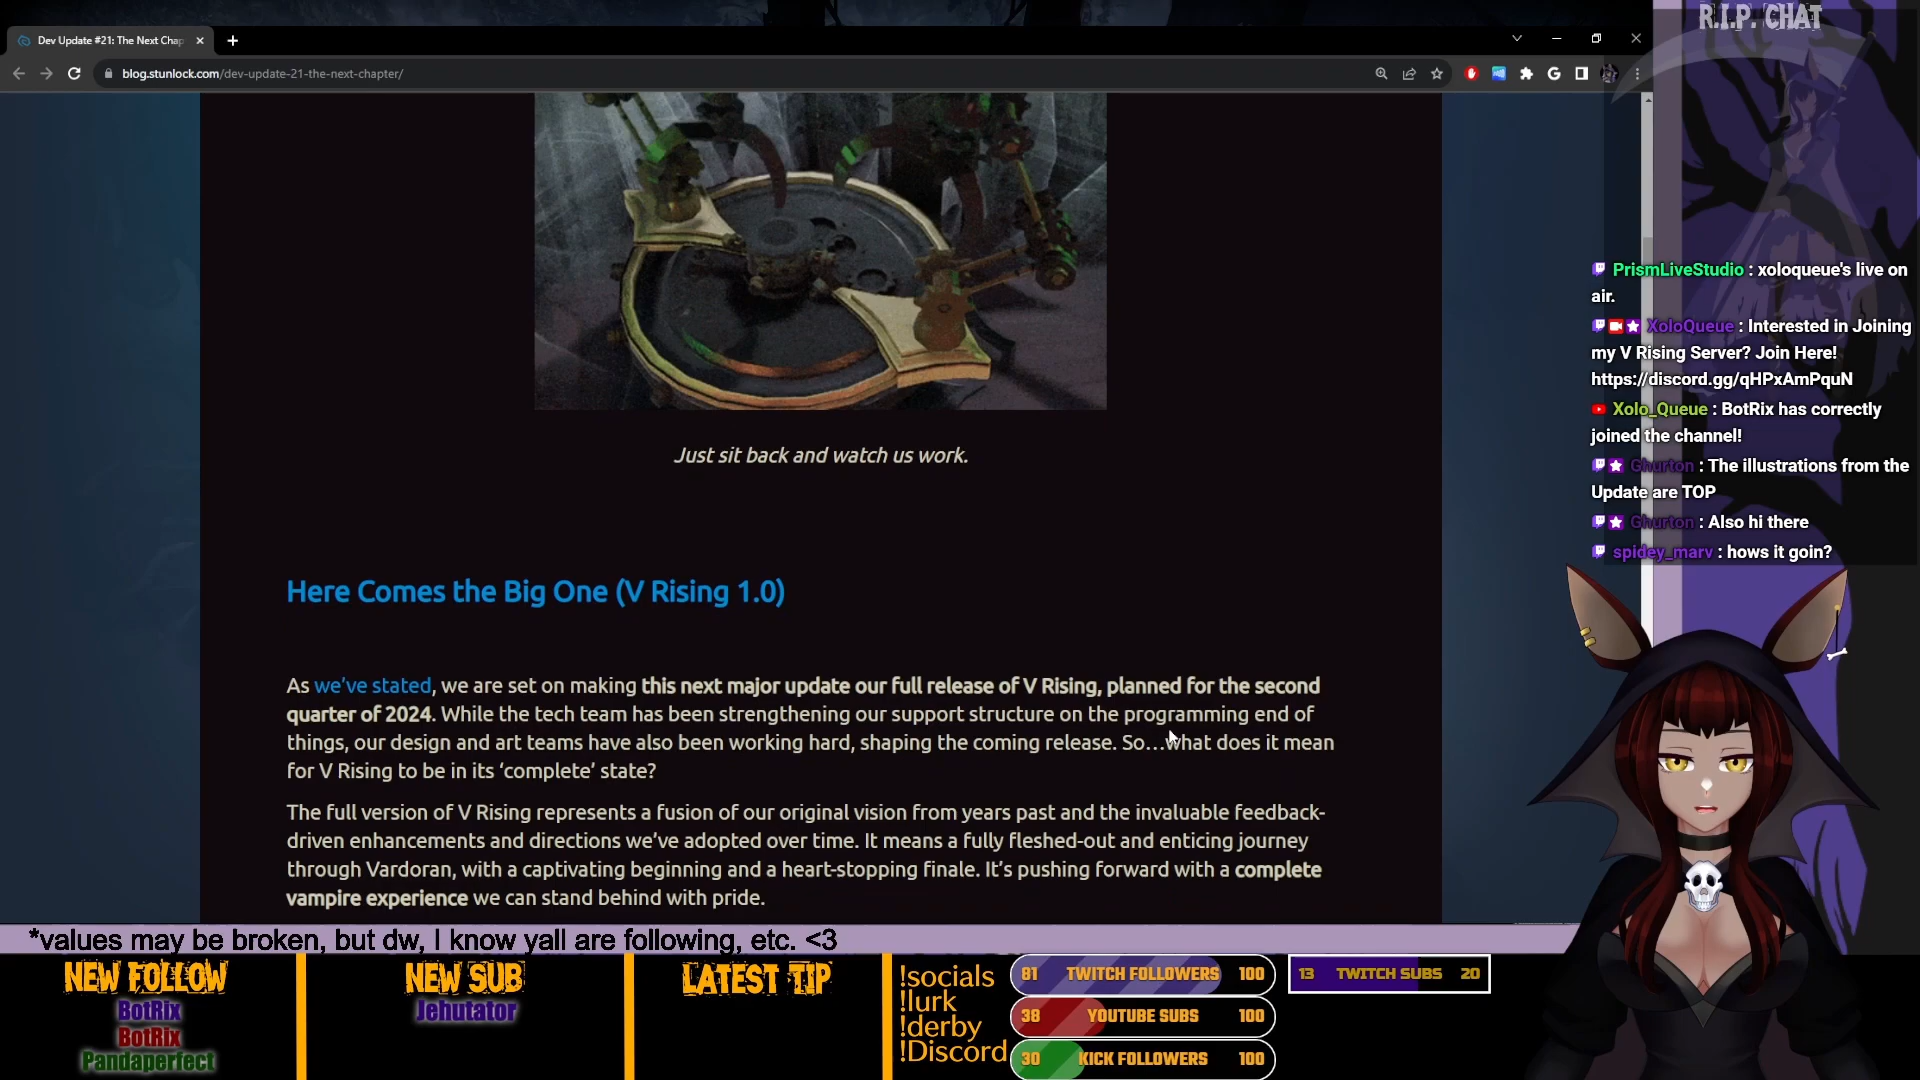 R.I.P. CHAT
Dev Update #21: The Next Chap
blog.stunlock.com/dev-update-21-the-next-chapter/
Just sit back and watch us work.
Here Comes the Big One (V Rising 1.0)
As we've stated, we are set on making this next major update our full release of V Rising, planned for the second
quarter of 2024. While the tech team has been strengthening our support structure on the programming end of
things, our design and art teams have also been working hard, shaping the coming release. So…what does it mean
for V Rising to be in its ‘complete’ state?
The full version of V Rising represents a fusion of our original vision from years past and the invaluable feedback-
driven enhancements and directions we've adopted over time. It means a fully fleshed-out and enticing journey
through Vardoran, with a captivating beginning and a heart-stopping finale. It's pushing forward with a complete
vampire experience we can stand behind with pride.
PrismLiveStudio : xoloqueue's live on
air.
XoloQueue : Interested in Joining
my V Rising Server? Join Here!
https://discord.gg/qHPxAmPquN
Xolo_Queue : BotRix has correctly
joined the channel!
Ghurton : The illustrations from the
Update are TOP
Ghurton : Also hi there
spidey_marv : hows it goin?
*values may be broken, but dw, I know yall are following, etc. <3
NEW FOLLOW
BotRix
BotRix
Pandaperfect
NEW SUB
Jehutator
LATEST TIP
!socials
!lurk
!derby
!Discord
81 TWITCH FOLLOWERS 100
38 YOUTUBE SUBS 100
30 KICK FOLLOWERS 100
13 TWITCH SUBS 20